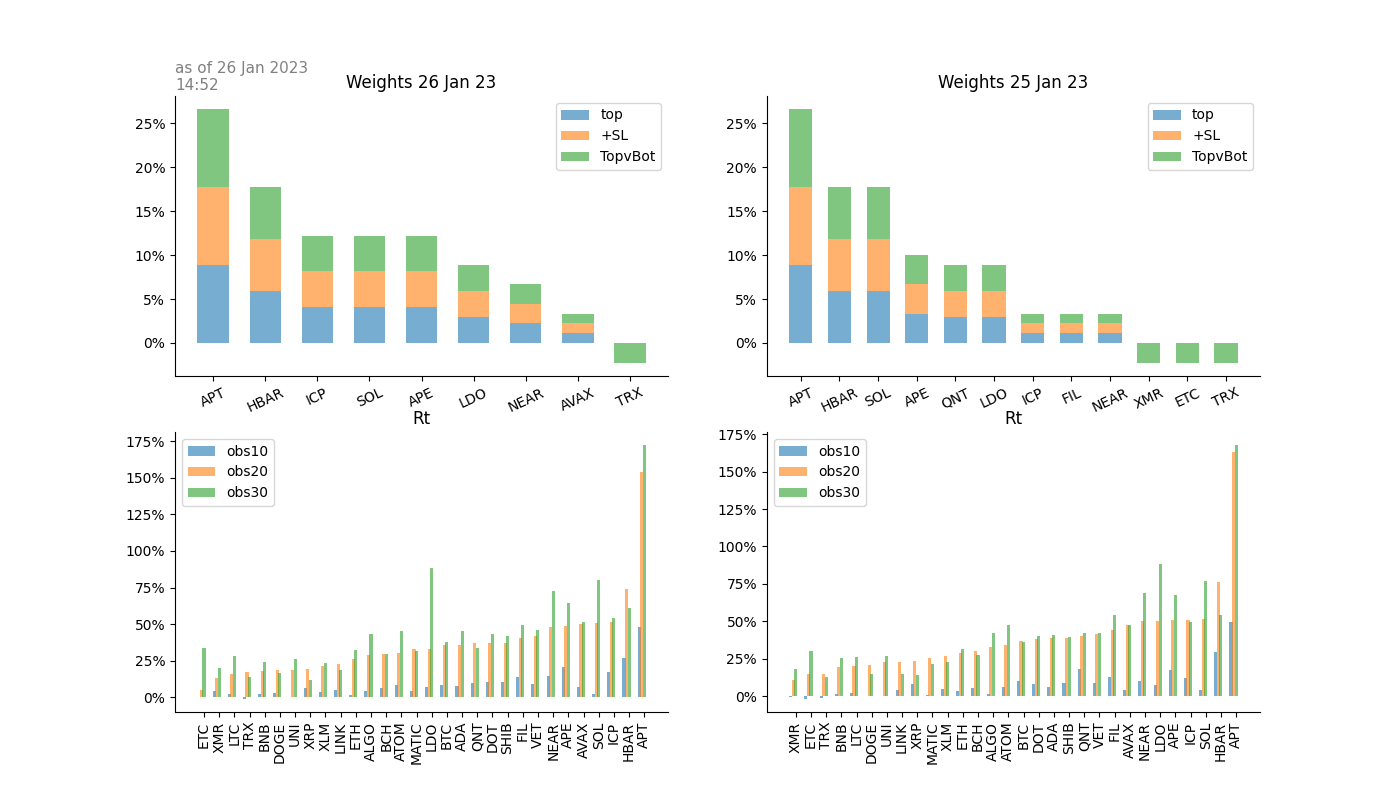 as of 26 Jan 2023
14:52
Weights 26 Jan 23
25%
20%
15%
10%
5%
0%
top
+SL
TopvBot
APT
HBAR
ICP
SOL
APE
LDO
NEAR
AVAX
TRX
Weights 25 Jan 23
25%
20%
15%
10%
5%
0%
top
+SL
TopvBot
APT
HBAR
SOL
APE
QNT
LDO
ICP
FIL
NEAR
XMR
ETC
TRX
Rt
175%
150%
125%
100%
75%
50%
25%
0%
obs10
obs20
obs30
ETC
XMR
LTC
TRX
BNB
DOGE
UNI
XRP
XLM
LINK
ETH
ALGO
BCH
ATOM
MATIC
LDO
BTC
ADA
QNT
DOT
SHIB
FIL
VET
NEAR
APE
AVAX
SOL
ICP
HBAR
APT
Rt
175%
150%
125%
100%
75%
50%
25%
0%
obs10
obs20
obs30
XMR
ETC
TRX
BNB
LTC
DOGE
UNI
LINK
XRP
MATIC
XLM
ETH
BCH
ALGO
ATOM
BTC
DOT
ADA
SHIB
QNT
VET
FIL
AVAX
NEAR
LDO
APE
ICP
SOL
HBAR
APT